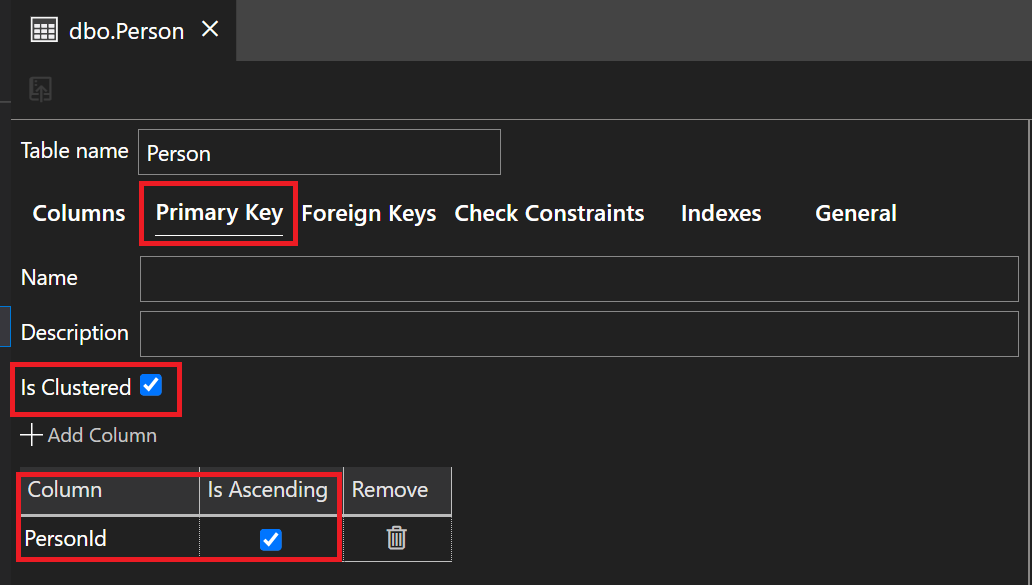 dbo.Person
Table name Person
Columns Primary Key Foreign Keys Check Constraints Indexes General
Name
Description
Is Clustered
Add Column
Column Is Ascending Remove
PersonId